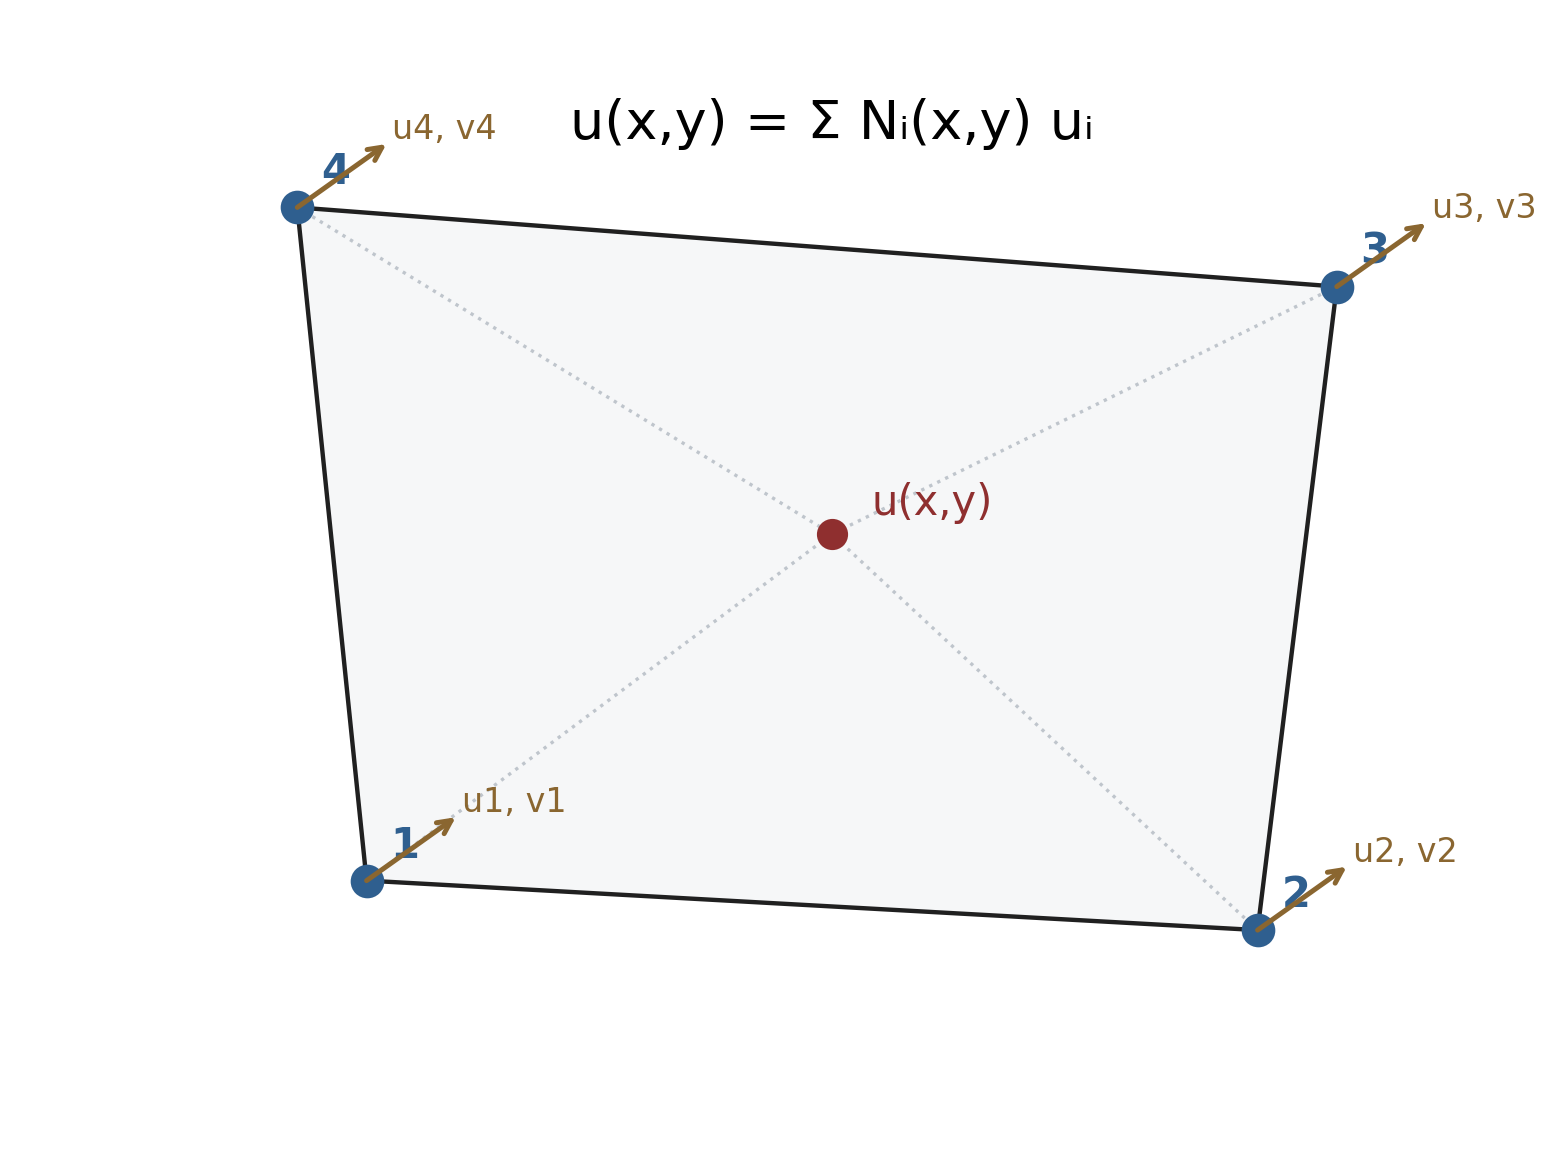 u(x,y) = Σ Nᵢ(x,y) uᵢ
u4, v4
4
u3, v3
3
u(x,y)
u1, v1
1
u2, v2
2